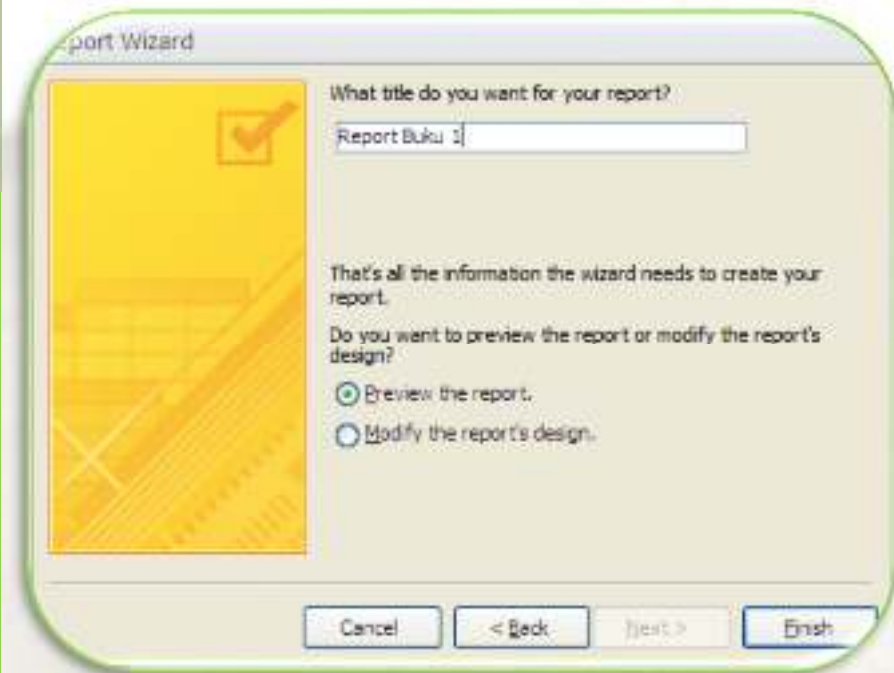 port Wizard
What title do you want for your report?
Report Buku 1
That's all the information the wizard needs to create your
report.
Do you want to preview the report or modify the report's
design?
Preview the report.
Modify the report's design.
Cancel
< Back
Next >
Finish